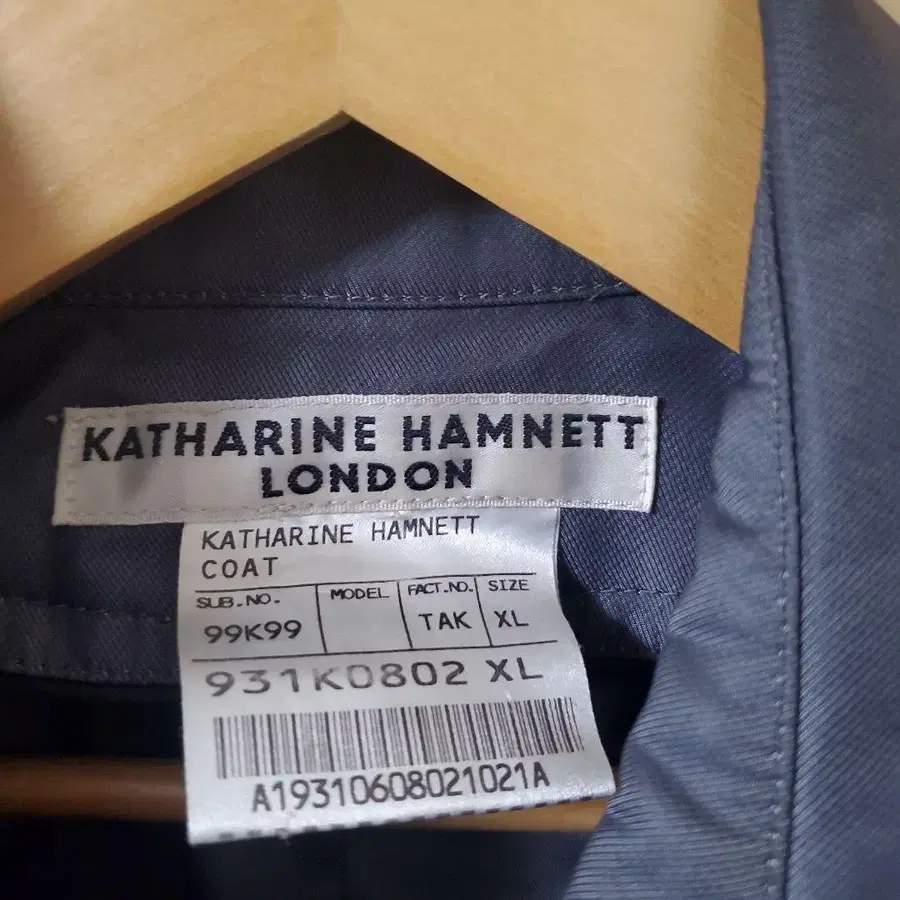 KATHARINE HAMNETT
LONDON
KATHARINE HAMNETT
COAT
SUB.NO. MODEL FACT.NO. SIZE
99K99 TAK XL
931K0802 XL
A19310608021021A